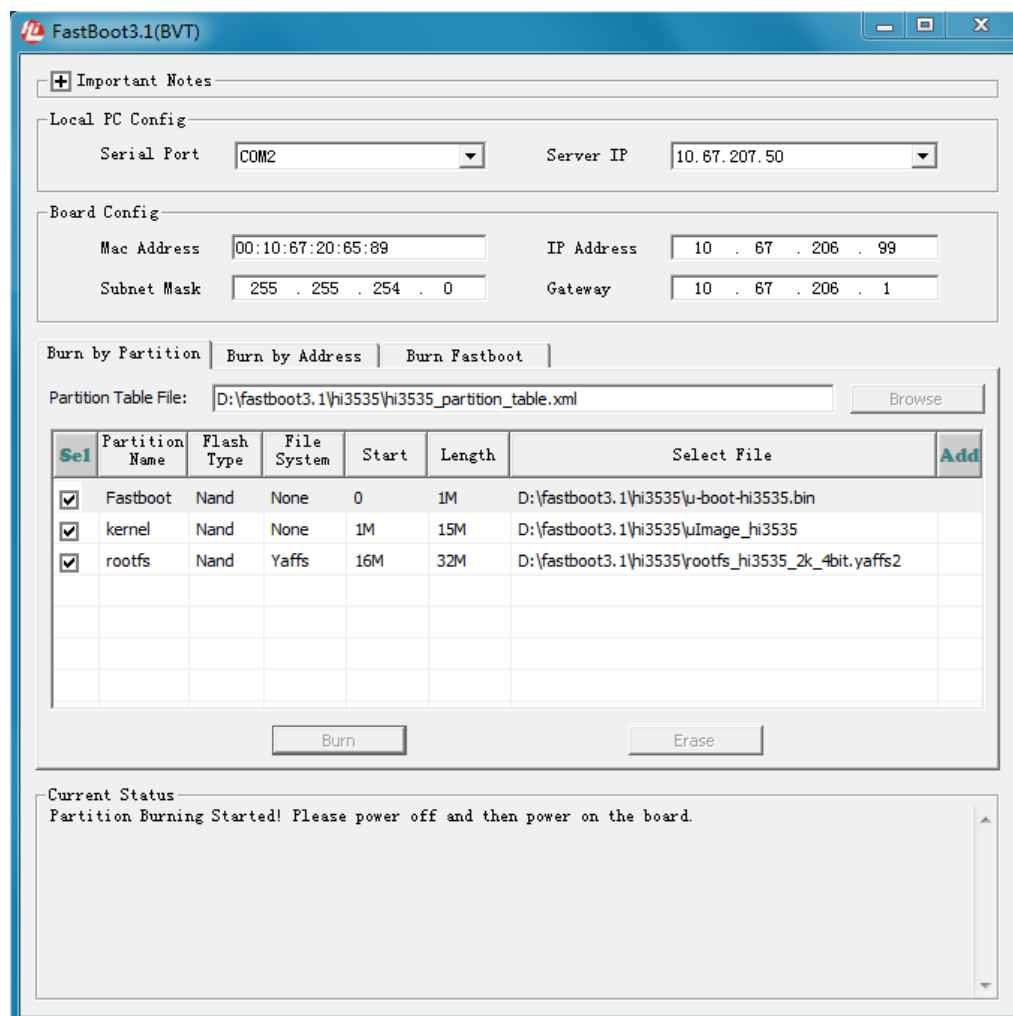 FastBoot3.1(BVT)
Important Notes
Local PC Config
Serial Port COM2 Server IP 10.67.207.50
Board Config
Mac Address 00:10:67:20:65:89 IP Address 10 . 67 . 206 . 99
Subnet Mask 255 . 255 . 254 . 0 Gateway 10 . 67 . 206 . 1
Burn by Partition Burn by Address Burn Fastboot
Partition Table File: D:\fastboot3.1\hi3535\hi3535_partition_table.xml Browse
Sel Partition Name Flash Type File System Start Length Select File Add
Fastboot Nand None 0 1M D:\fastboot3.1\hi3535\u-boot-hi3535.bin
kernel Nand None 1M 15M D:\fastboot3.1\hi3535\uImage_hi3535
rootfs Nand Yaffs 16M 32M D:\fastboot3.1\hi3535\rootfs_hi3535_2k_4bit.yaffs2
Burn Erase
Current Status
Partition Burning Started! Please power off and then power on the board.